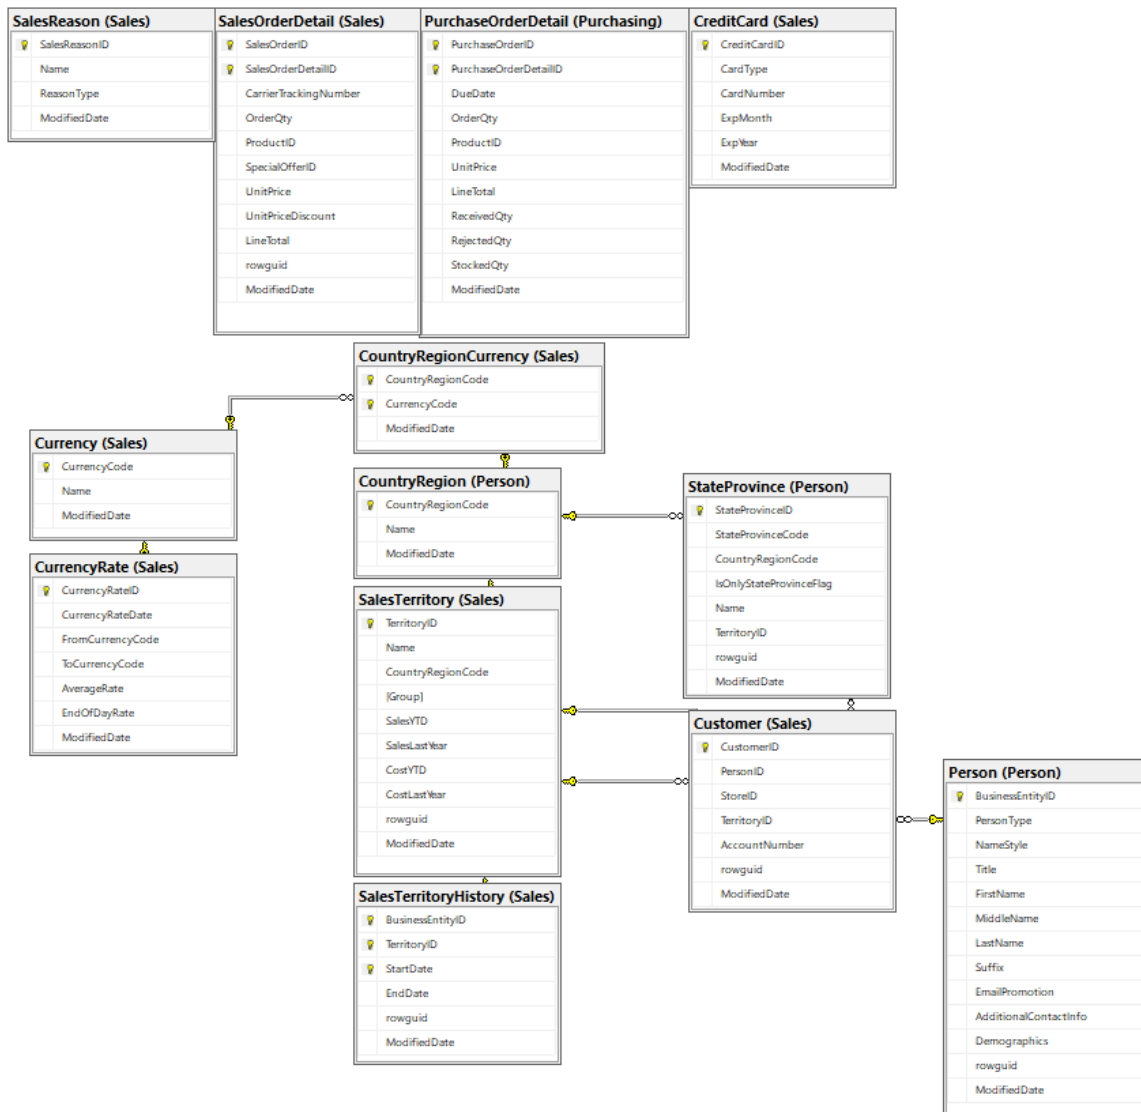 SalesReason (Sales)
SalesReasonID
Name
ReasonType
ModifiedDate
SalesOrderDetail (Sales)
SalesOrderID
SalesOrderDetailID
CarrierTrackingNumber
OrderQty
ProductID
SpecialOfferID
UnitPrice
UnitPriceDiscount
LineTotal
rowguid
ModifiedDate
PurchaseOrderDetail (Purchasing)
PurchaseOrderID
PurchaseOrderDetailID
DueDate
OrderQty
ProductID
UnitPrice
LineTotal
ReceivedQty
RejectedQty
StockedQty
ModifiedDate
CreditCard (Sales)
CreditCardID
CardType
CardNumber
ExpMonth
ExpYear
ModifiedDate
CountryRegionCurrency (Sales)
CountryRegionCode
CurrencyCode
ModifiedDate
Currency (Sales)
CurrencyCode
Name
ModifiedDate
CurrencyRate (Sales)
CurrencyRateID
CurrencyRateDate
FromCurrencyCode
ToCurrencyCode
AverageRate
EndOfDayRate
ModifiedDate
CountryRegion (Person)
CountryRegionCode
Name
ModifiedDate
StateProvince (Person)
StateProvinceID
StateProvinceCode
CountryRegionCode
IsOnlyStateProvinceFlag
Name
TerritoryID
rowguid
ModifiedDate
SalesTerritory (Sales)
TerritoryID
Name
CountryRegionCode
[Group]
SalesYTD
SalesLastYear
CostYTD
CostLastYear
rowguid
ModifiedDate
Customer (Sales)
CustomerID
PersonID
StoreID
TerritoryID
AccountNumber
rowguid
ModifiedDate
Person (Person)
BusinessEntityID
PersonType
NameStyle
Title
FirstName
MiddleName
LastName
Suffix
EmailPromotion
AdditionalContactInfo
Demographics
rowguid
ModifiedDate
SalesTerritoryHistory (Sales)
BusinessEntityID
TerritoryID
StartDate
EndDate
rowguid
ModifiedDate